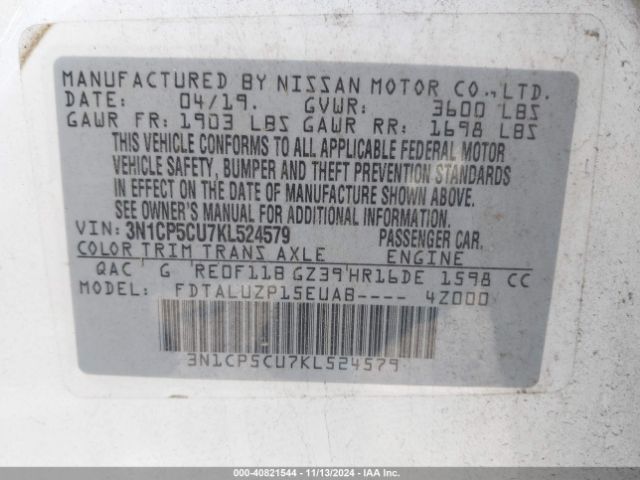 MANUFACTURED BY NISSAN MOTOR CO.,LTD.
DATE: 04/19. GVWR: 3600 LBS
GAWR FR: 1903 LBS GAWR RR: 1698 LBS
THIS VEHICLE CONFORMS TO ALL APPLICABLE FEDERAL MOTOR
VEHICLE SAFETY, BUMPER AND THEFT PREVENTION STANDARDS
IN EFFECT ON THE DATE OF MANUFACTURE SHOWN ABOVE.
SEE OWNER'S MANUAL FOR ADDITIONAL INFORMATION.
VIN: 3N1CP5CU7KL524579 PASSENGER CAR.
COLOR TRIM TRANS AXLE ENGINE
QAC G RE0F11B GZ39 HR16DE 1598 CC
MODEL FDTALUZP15EUA8---- 4Z000
3N1CP5CU7KL524579
000-40821544 | 11/13/2024 | IAA Inc.